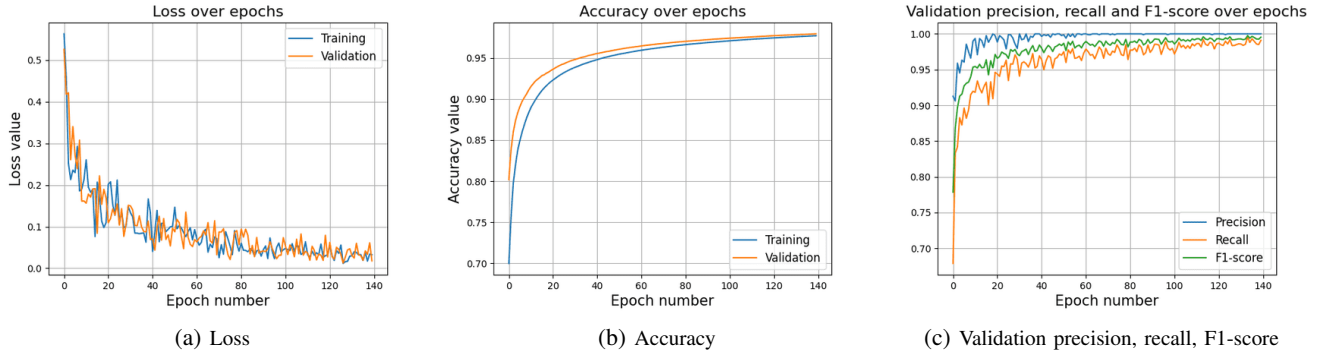 Loss over epochs
Loss value
0.5
0.4
0.3
0.2
0.1
0.0
Training
Validation
0 20 40 60 80 100 120 140
Epoch number
(a) Loss
Accuracy over epochs
Accuracy value
0.95
0.90
0.85
0.80
0.75
0.70
Training
Validation
0 20 40 60 80 100 120 140
Epoch number
(b) Accuracy
Validation precision, recall and F1-score over epochs
1.00
0.95
0.90
0.85
0.80
0.75
0.70
Precision
Recall
F1-score
0 20 40 60 80 100 120 140
Epoch number
(c) Validation precision, recall, F1-score